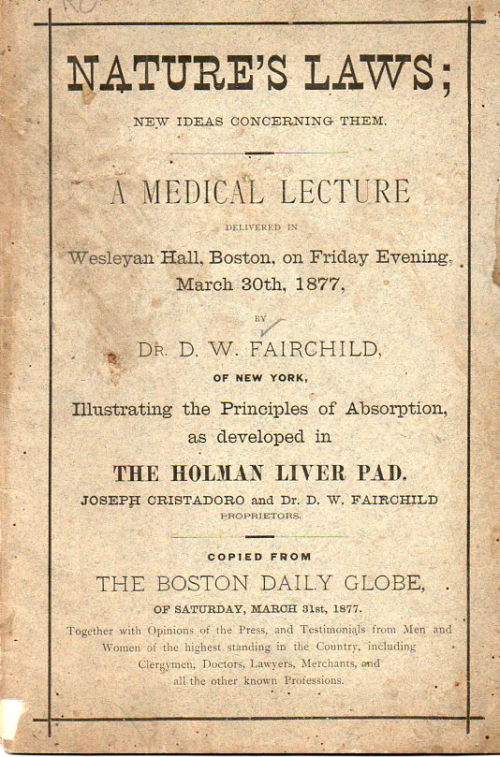 NATURE'S LAWS;
NEW IDEAS CONCERNING THEM.
A MEDICAL LECTURE
DELIVERED IN
Wesleyan Hall, Boston, on Friday Evening,
March 30th, 1877,
BY
DR. D. W. FAIRCHILD,
OF NEW YORK,
Illustrating the Principles of Absorption,
as developed in
THE HOLMAN LIVER PAD.
JOSEPH CRISTADORO and Dr. D. W. FAIRCHILD
PROPRIETORS.
COPIED FROM
THE BOSTON DAILY GLOBE,
OF SATURDAY, MARCH 31st, 1877.
Together with Opinions of the Press, and Testimonials from Men and
Women of the highest standing in the Country, including
Clergymen, Doctors, Lawyers, Merchants, and
all the other known Professions.